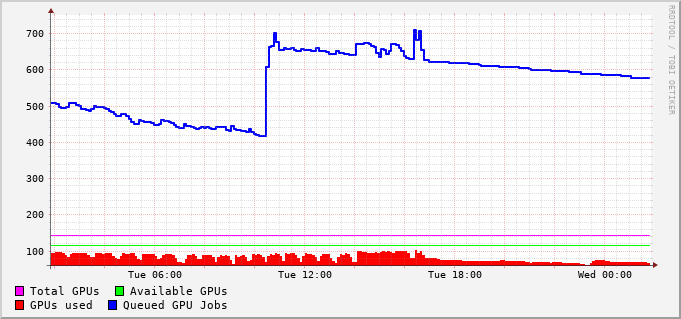 RRDTOOL / TOBI OETIKER
700
600
500
400
300
200
100
Tue 06:00 Tue 12:00 Tue 18:00 Wed 00:00
Total GPUs Available GPUs
GPUs used Queued GPU Jobs